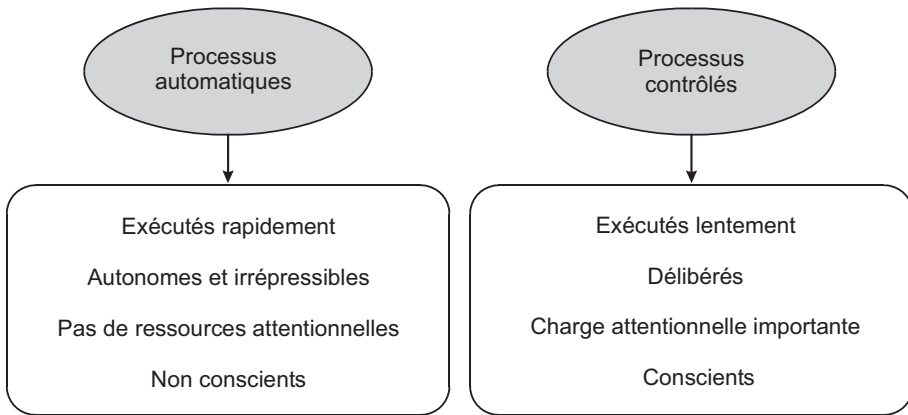 Processus
automatiques
Exécutés rapidement
Autonomes et irrépressibles
Pas de ressources attentionnelles
Non conscients
Processus
contrôlés
Exécutés lentement
Délibérés
Charge attentionnelle importante
Conscients